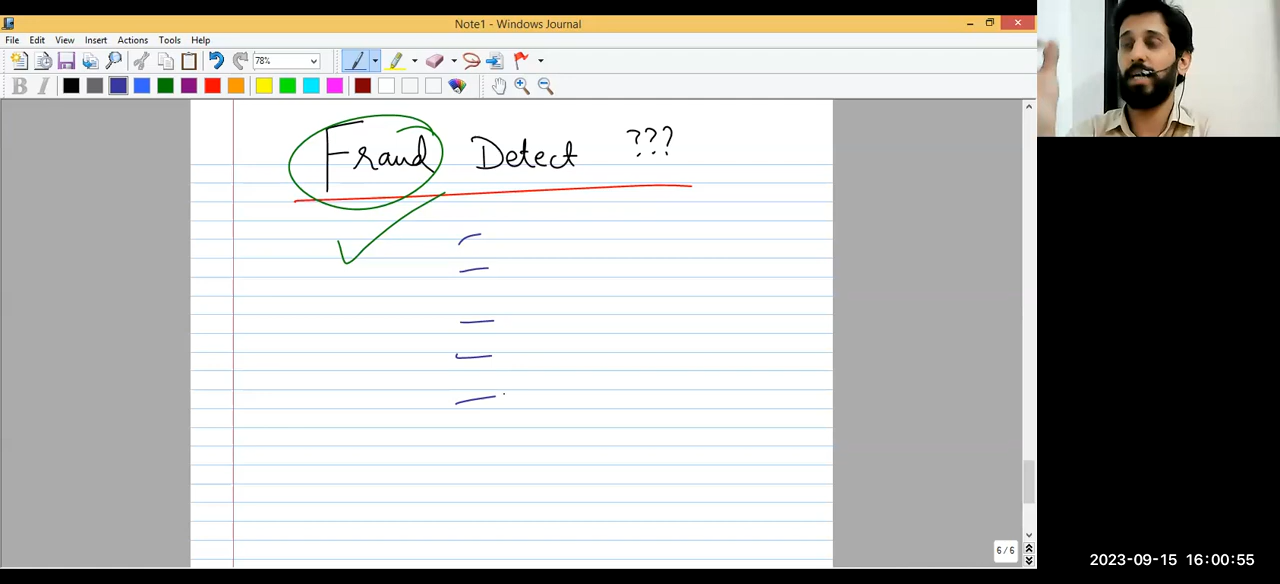 Note1 - Windows Journal
File Edit View Insert Actions Tools Help
78%
B I
Fraud Detect ???
6 / 6
2023-09-15 16:00:55